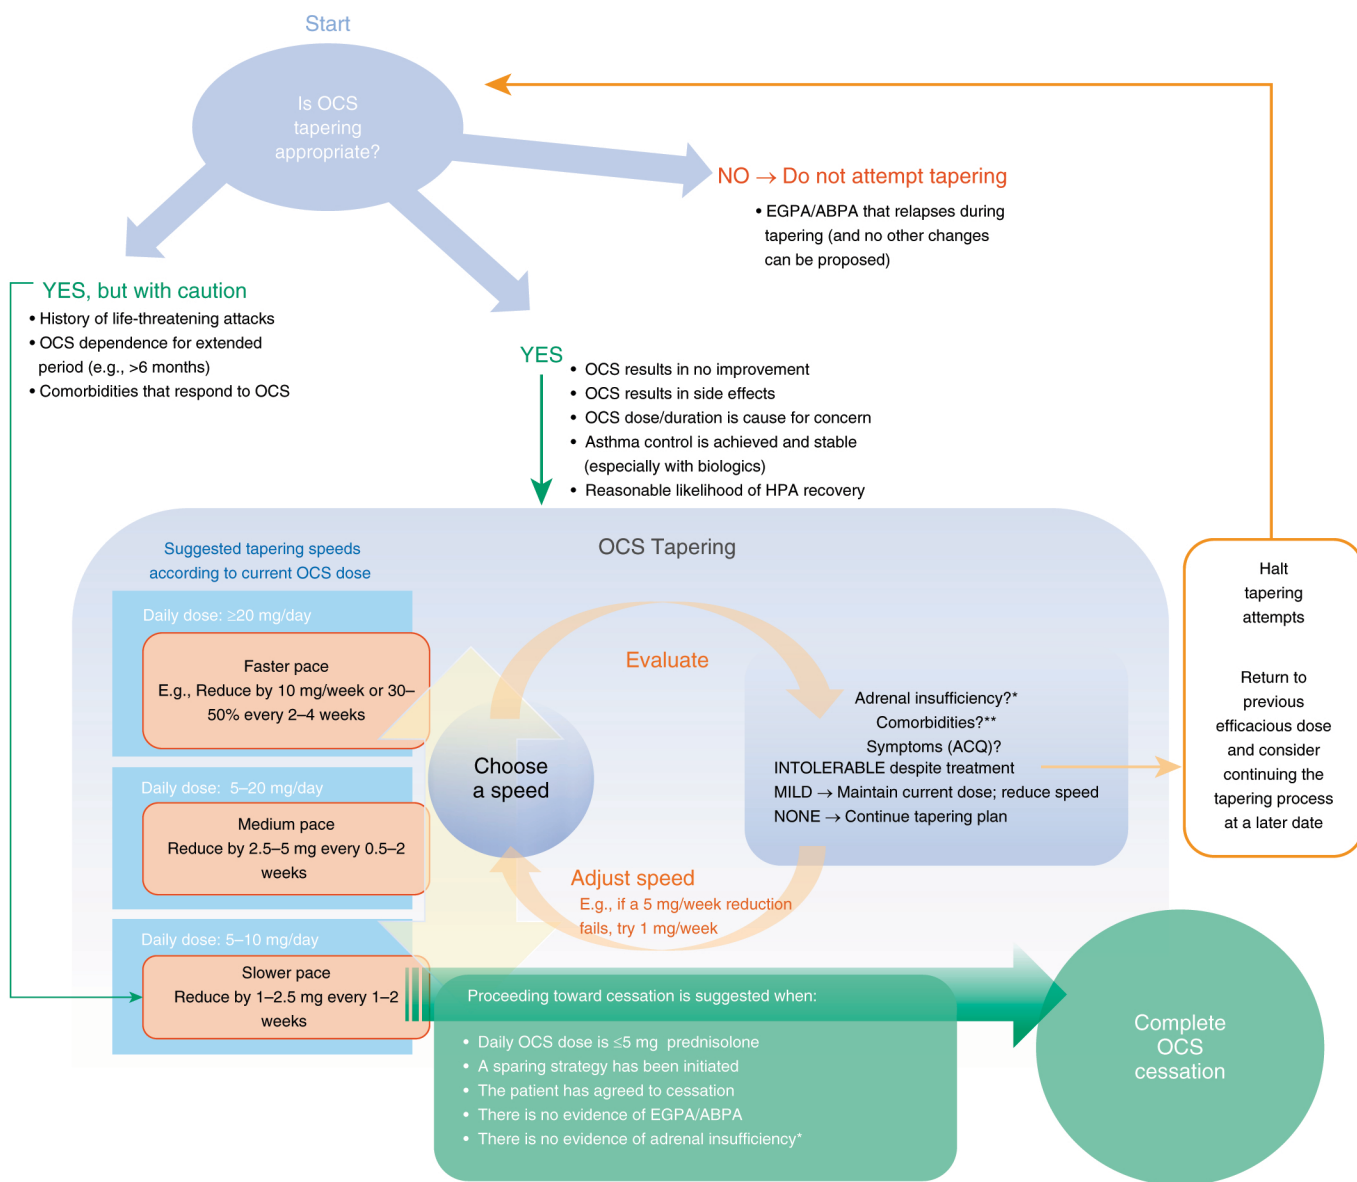 Start
Is OCS
tapering
appropriate?
NO → Do not attempt tapering
• EGPA/ABPA that relapses during
tapering (and no other changes
can be proposed)
YES, but with caution
• History of life-threatening attacks
• OCS dependence for extended
period (e.g., >6 months)
• Comorbidities that respond to OCS
YES
• OCS results in no improvement
• OCS results in side effects
• OCS dose/duration is cause for concern
• Asthma control is achieved and stable
(especially with biologics)
• Reasonable likelihood of HPA recovery
OCS Tapering
Suggested tapering speeds
according to current OCS dose
Daily dose: ≥20 mg/day
Faster pace
E.g., Reduce by 10 mg/week or 30–
50% every 2–4 weeks
Daily dose: 5–20 mg/day
Medium pace
Reduce by 2.5–5 mg every 0.5–2
weeks
Daily dose: 5–10 mg/day
Slower pace
Reduce by 1–2.5 mg every 1–2
weeks
Choose
a speed
Evaluate
Adrenal insufficiency?*
Comorbidities?**
Symptoms (ACQ)?
INTOLERABLE despite treatment
MILD → Maintain current dose; reduce speed
NONE → Continue tapering plan
Adjust speed
E.g., if a 5 mg/week reduction
fails, try 1 mg/week
Halt
tapering
attempts
Return to
previous
efficacious dose
and consider
continuing the
tapering process
at a later date
Proceeding toward cessation is suggested when:
• Daily OCS dose is ≤5 mg prednisolone
• A sparing strategy has been initiated
• The patient has agreed to cessation
• There is no evidence of EGPA/ABPA
• There is no evidence of adrenal insufficiency*
Complete
OCS
cessation